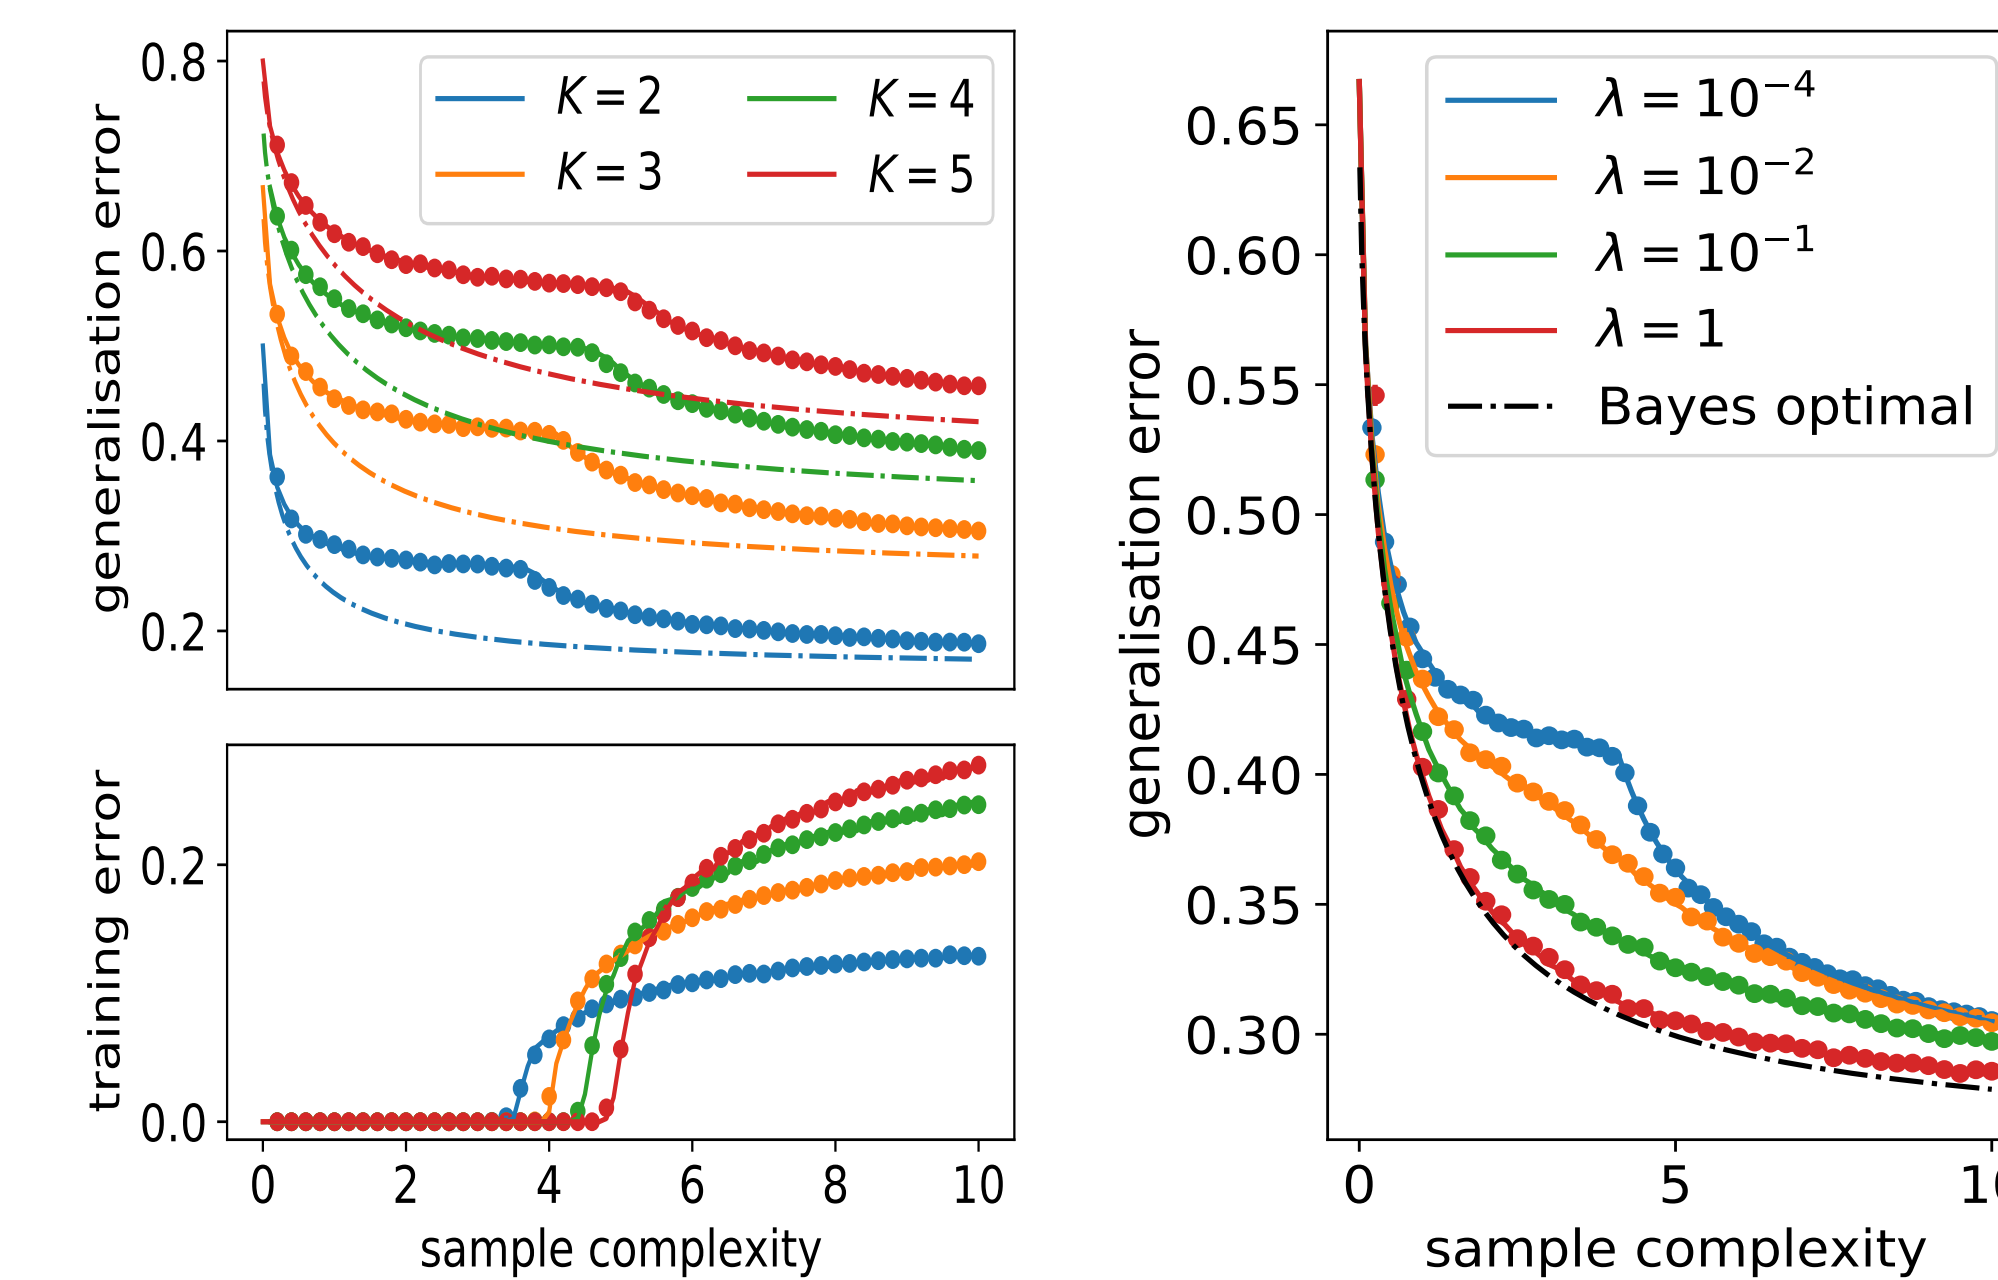 generalisation error
0.8
0.6
0.4
0.2
K = 2
K = 3
K = 4
K = 5
training error
0.2
0.0
0 2 4 6 8 10
sample complexity
generalisation error
0.65
0.60
0.55
0.50
0.45
0.40
0.35
0.30
λ = 10⁻⁴
λ = 10⁻²
λ = 10⁻¹
λ = 1
Bayes optimal
0 5 10
sample complexity